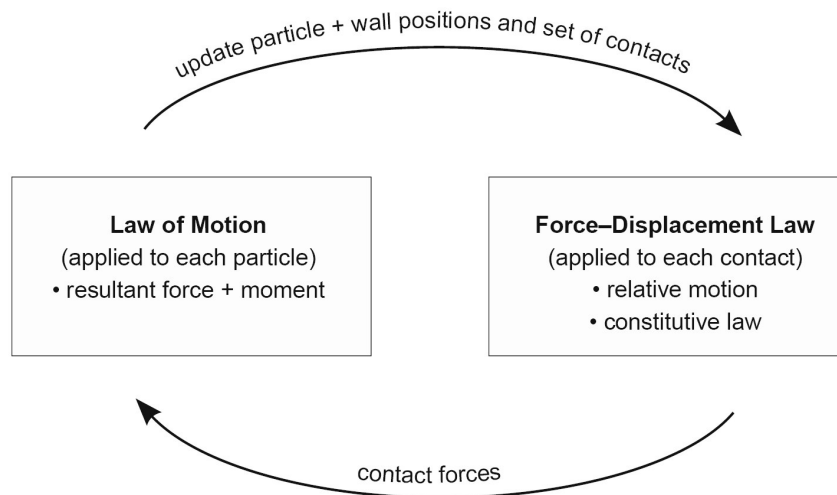 update particle + wall positions and set of contacts
Law of Motion
(applied to each particle)
• resultant force + moment
Force–Displacement Law
(applied to each contact)
• relative motion
• constitutive law
contact forces